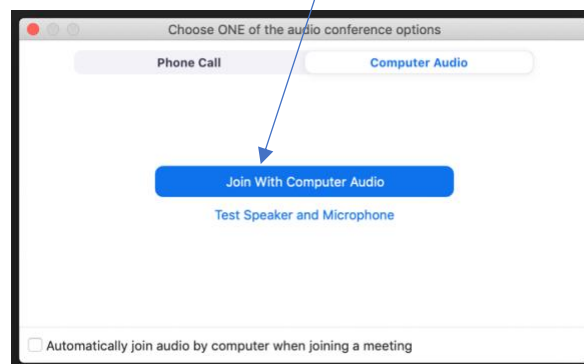 Choose ONE of the audio conference options
Phone Call Computer Audio
Join With Computer Audio
Test Speaker and Microphone
Automatically join audio by computer when joining a meeting